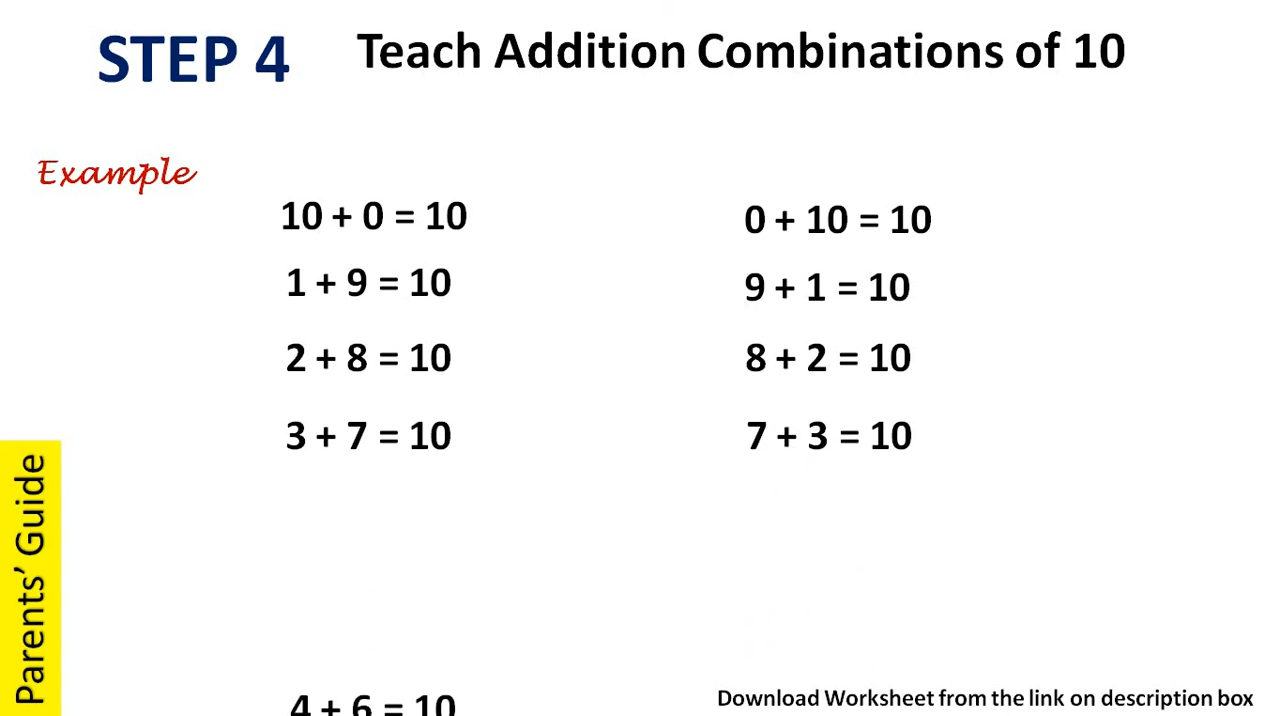 STEP 4
Teach Addition Combinations of 10
Example
10 + 0 = 10
0 + 10 = 10
1 + 9 = 10
9 + 1 = 10
2 + 8 = 10
8 + 2 = 10
3 + 7 = 10
7 + 3 = 10
4 + 6 = 10
Parents’ Guide
Download Worksheet from the link on description box